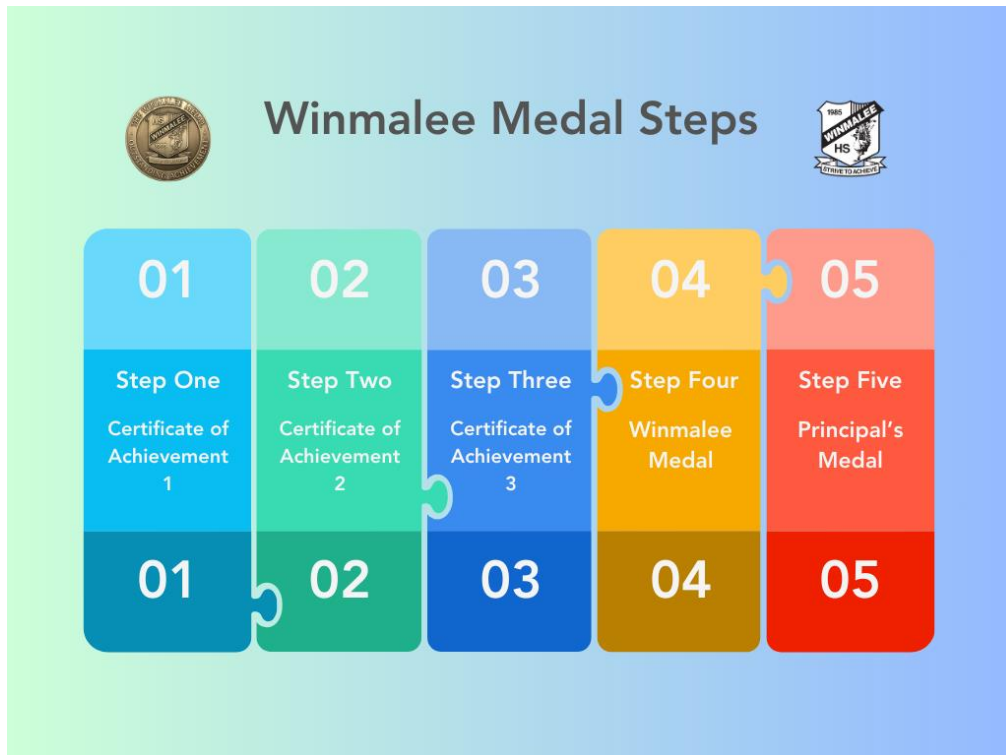 Winmalee Medal Steps
WINMALEE
1985
WINMALEE
HS
STRIVE TO ACHIEVE
01
02
03
04
05
Step One
Certificate of
Achievement
1
Step Two
Certificate of
Achievement
2
Step Three
Certificate of
Achievement
3
Step Four
Winmalee
Medal
Step Five
Principal's
Medal
01
02
03
04
05